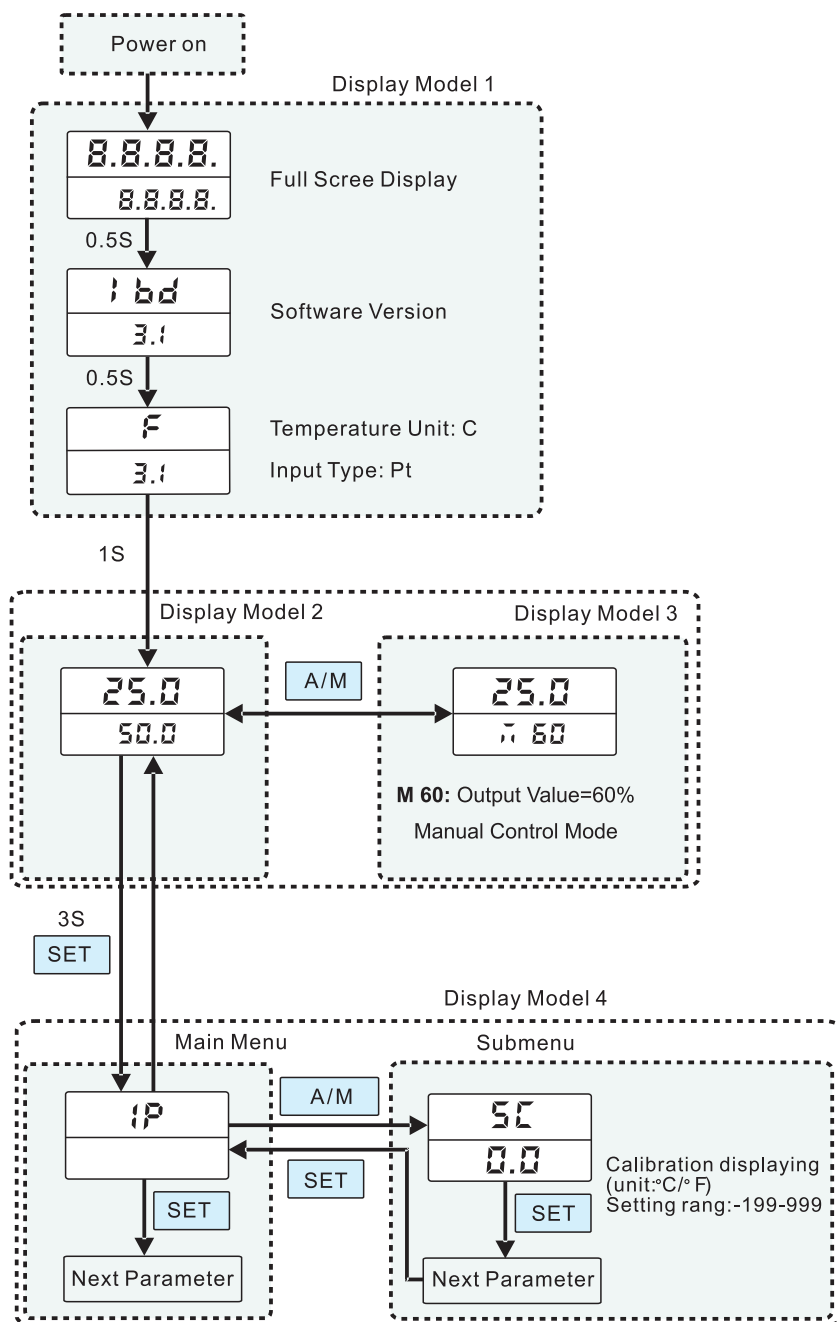 Power on
Display Model 1
8.8.8.8.
8.8.8.8.
Full Scree Display
0.5S
1bd
3.1
Software Version
0.5S
F
3.1
Temperature Unit: C
Input Type: Pt
1S
Display Model 2
Display Model 3
25.0
50.0
A/M
25.0
M 60
M 60: Output Value=60%
Manual Control Mode
3S
SET
Display Model 4
Main Menu
Submenu
IP
A/M
SC
0.0
SET
Calibration displaying
(unit:°C/° F)
Setting rang:-199-999
SET
SET
Next Parameter
Next Parameter